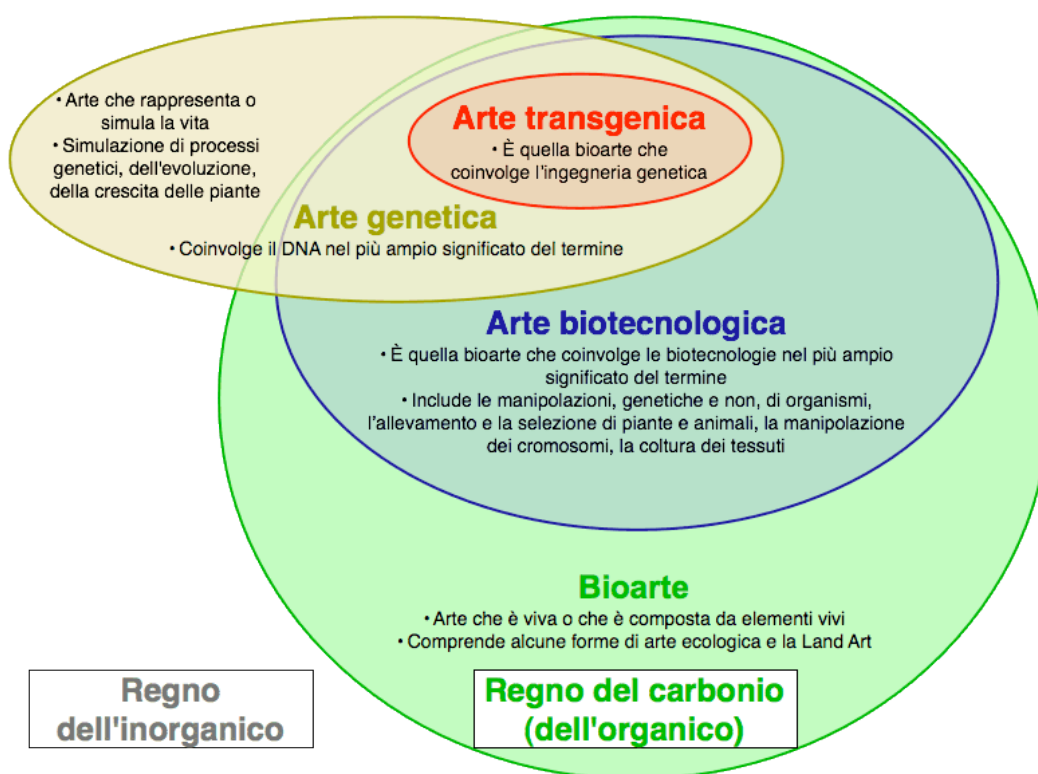 • Arte che rappresenta o
simula la vita
• Simulazione di processi
genetici, dell'evoluzione,
della crescita delle piante
Arte transgenica
• È quella bioarte che
coinvolge l'ingegneria genetica
Arte genetica
• Coinvolge il DNA nel più ampio significato del termine
Arte biotecnologica
• È quella bioarte che coinvolge le biotecnologie nel più ampio
significato del termine
• Include le manipolazioni, genetiche e non, di organismi,
l'allevamento e la selezione di piante e animali, la manipolazione
dei cromosomi, la coltura dei tessuti
Bioarte
• Arte che è viva o che è composta da elementi vivi
• Comprende alcune forme di arte ecologica e la Land Art
Regno
dell'inorganico
Regno del carbonio
(dell'organico)